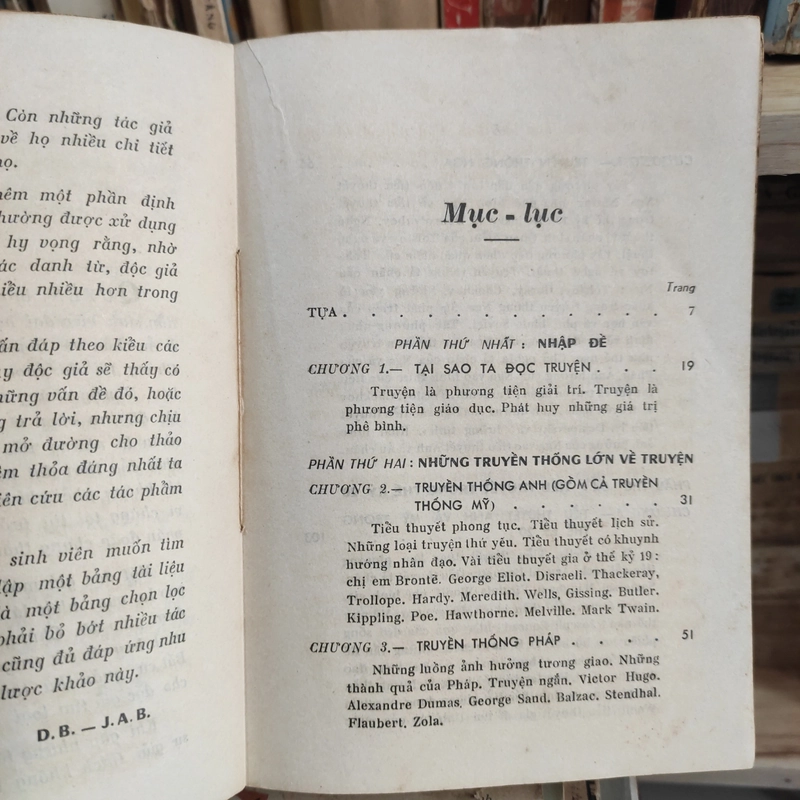 Còn những tác giả
về họ nhiều chi tiết
họ.
thêm một phần định
thường được xử dụng
hy vọng rằng, nhờ
các danh từ, độc giả
hiều nhiều hơn trong
vấn đáp theo kiều các
y độc giả sẽ thấy có
những vấn đề đó, hoặc
g trả lời, nhưng chịu
mở đường cho thảo
êm thỏa đáng nhất ta
iên cứu các tác phầm
sinh viên muốn tìm
lập một bảng tài liệu
à một bảng chọn lọc
phải bỏ bớt nhiều tác
cũng đủ đáp ứng nhu
lược khảo này.
D.B. — J.A.B.
Mục - lục
Trang
TỰA . . . . . . . . . . . . 7
PHẦN THỨ NHẤT : NHẬP ĐỀ
CHƯƠNG 1.— TẠI SAO TA ĐỌC TRUYỆN . . . 19
Truyện là phương tiện giải trí. Truyện là
phương tiện giáo dục. Phát huy những giá trị
phê bình.
PHẦN THỨ HAI : NHỮNG TRUYỀN THỐNG LỚN VỀ TRUYỆN
CHƯƠNG 2.— TRUYỀN THỐNG ANH (GỒM CẢ TRUYỀN
THỐNG MỸ) . . . . . . 31
Tiểu thuyết phong tục. Tiểu thuyết lịch sử.
Những loại truyện thứ yếu. Tiểu thuyết có khuynh
hướng nhân đạo. Vài tiểu thuyết gia ở thế kỷ 19 :
chị em Brontë. George Eliot. Disraeli. Thackeray,
Trollope. Hardy. Meredith. Wells, Gissing. Butler.
Kippling. Poe. Hawthorne. Melville. Mark Twain.
CHƯƠNG 3.— TRUYỀN THỐNG PHÁP . . . . 51
Những luồng ảnh hưởng tương giao. Những
thành quả của Pháp. Truyện ngắn. Victor Hugo.
Alexandre Dumas. George Sand. Balzac. Stendhal.
Flaubert. Zola.